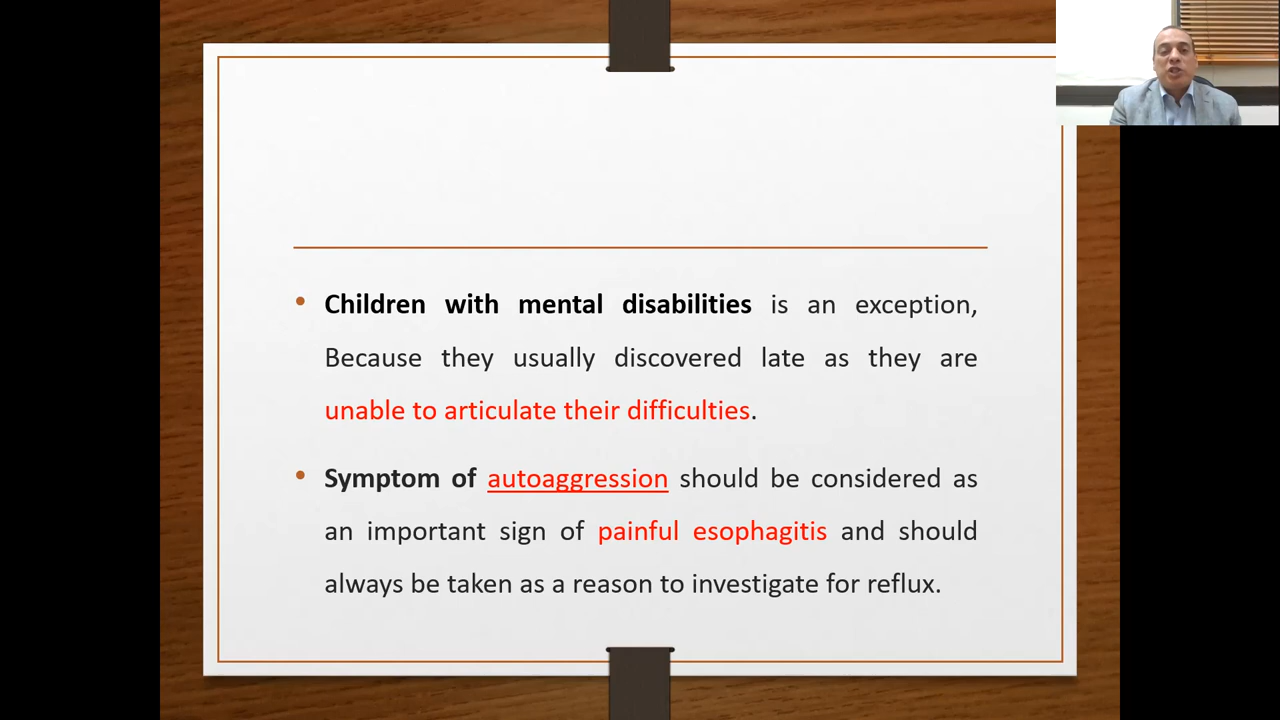 • Children with mental disabilities is an exception,
Because they usually discovered late as they are
unable to articulate their difficulties.
• Symptom of autoaggression should be considered as
an important sign of painful esophagitis and should
always be taken as a reason to investigate for reflux.